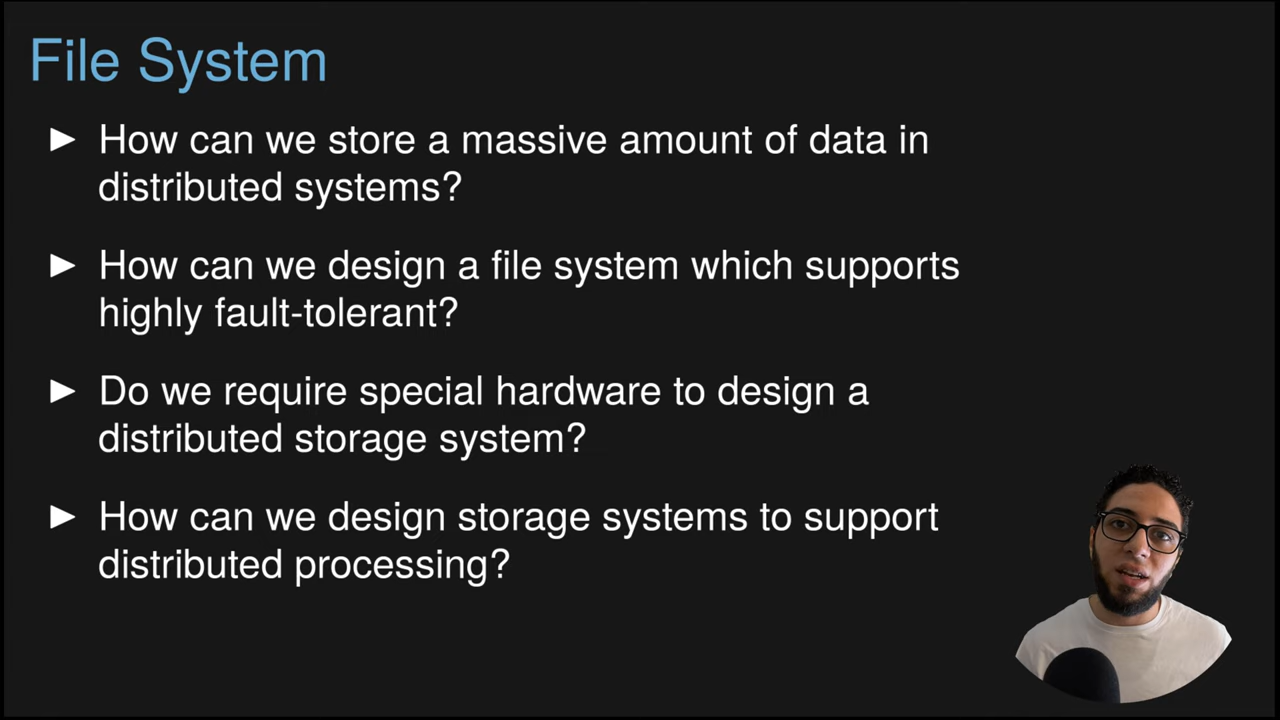 File System
► How can we store a massive amount of data in
distributed systems?
► How can we design a file system which supports
highly fault-tolerant?
► Do we require special hardware to design a
distributed storage system?
► How can we design storage systems to support
distributed processing?